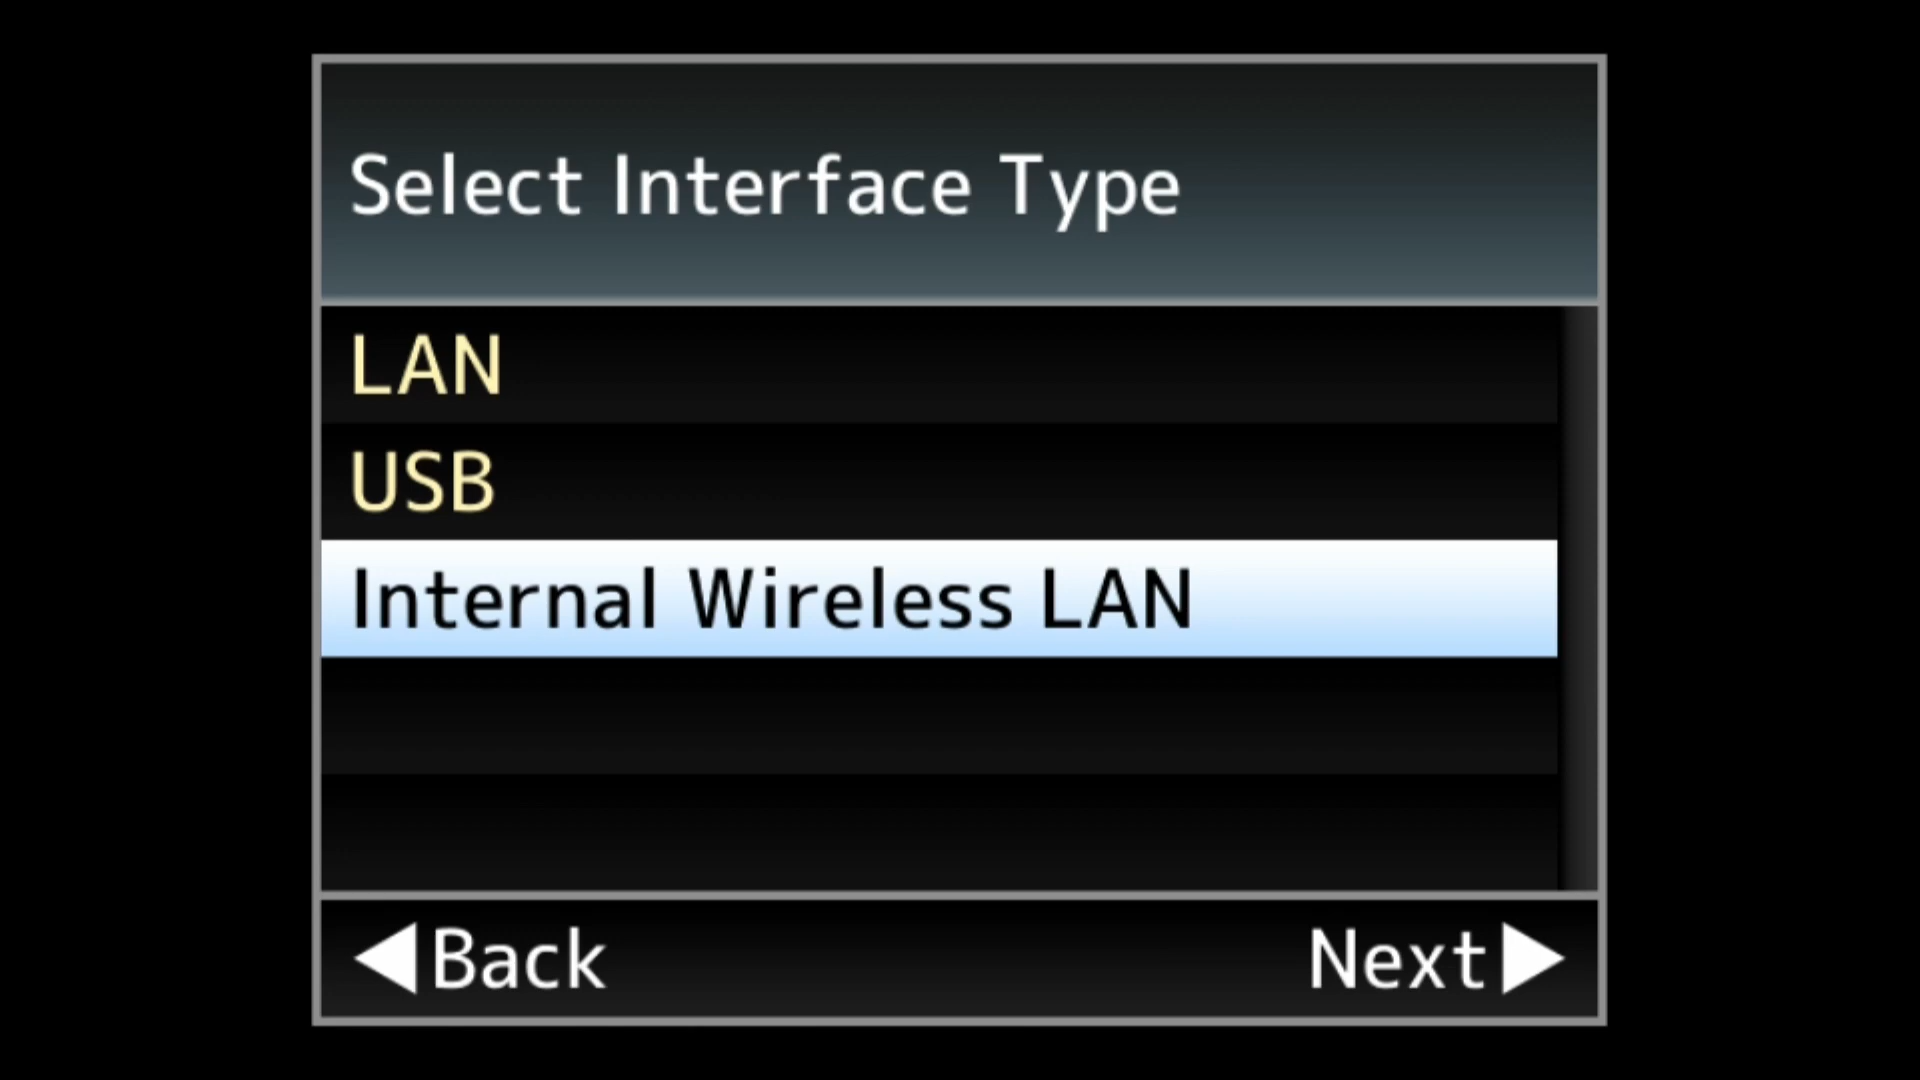 Select Interface Type
LAN
USB
Internal Wireless LAN
Back
Next